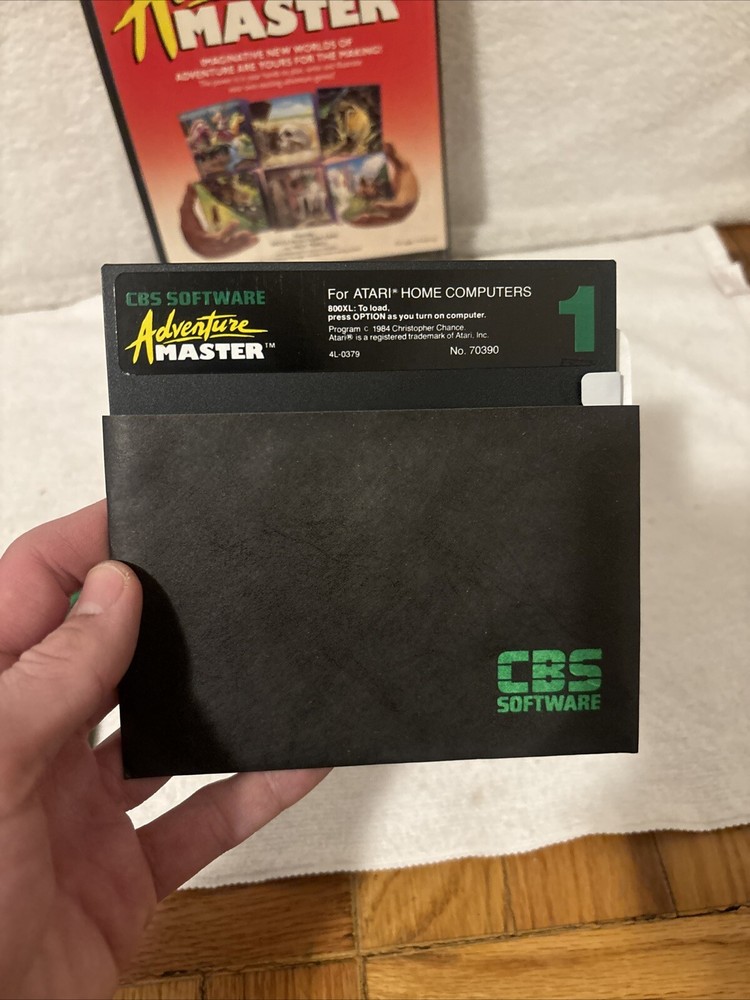 MASTER
IMAGINATIVE NEW WORLDS OF
ADVENTURE ARE YOURS FOR THE MAKING!
CBS SOFTWARE
Adventure
MASTER™
For ATARI® HOME COMPUTERS
800XL: To load,
press OPTION as you turn on computer.
Program © 1984 Christopher Chance.
Atari® is a registered trademark of Atari, Inc.
4L-0379
No. 70390
1
CBS
SOFTWARE